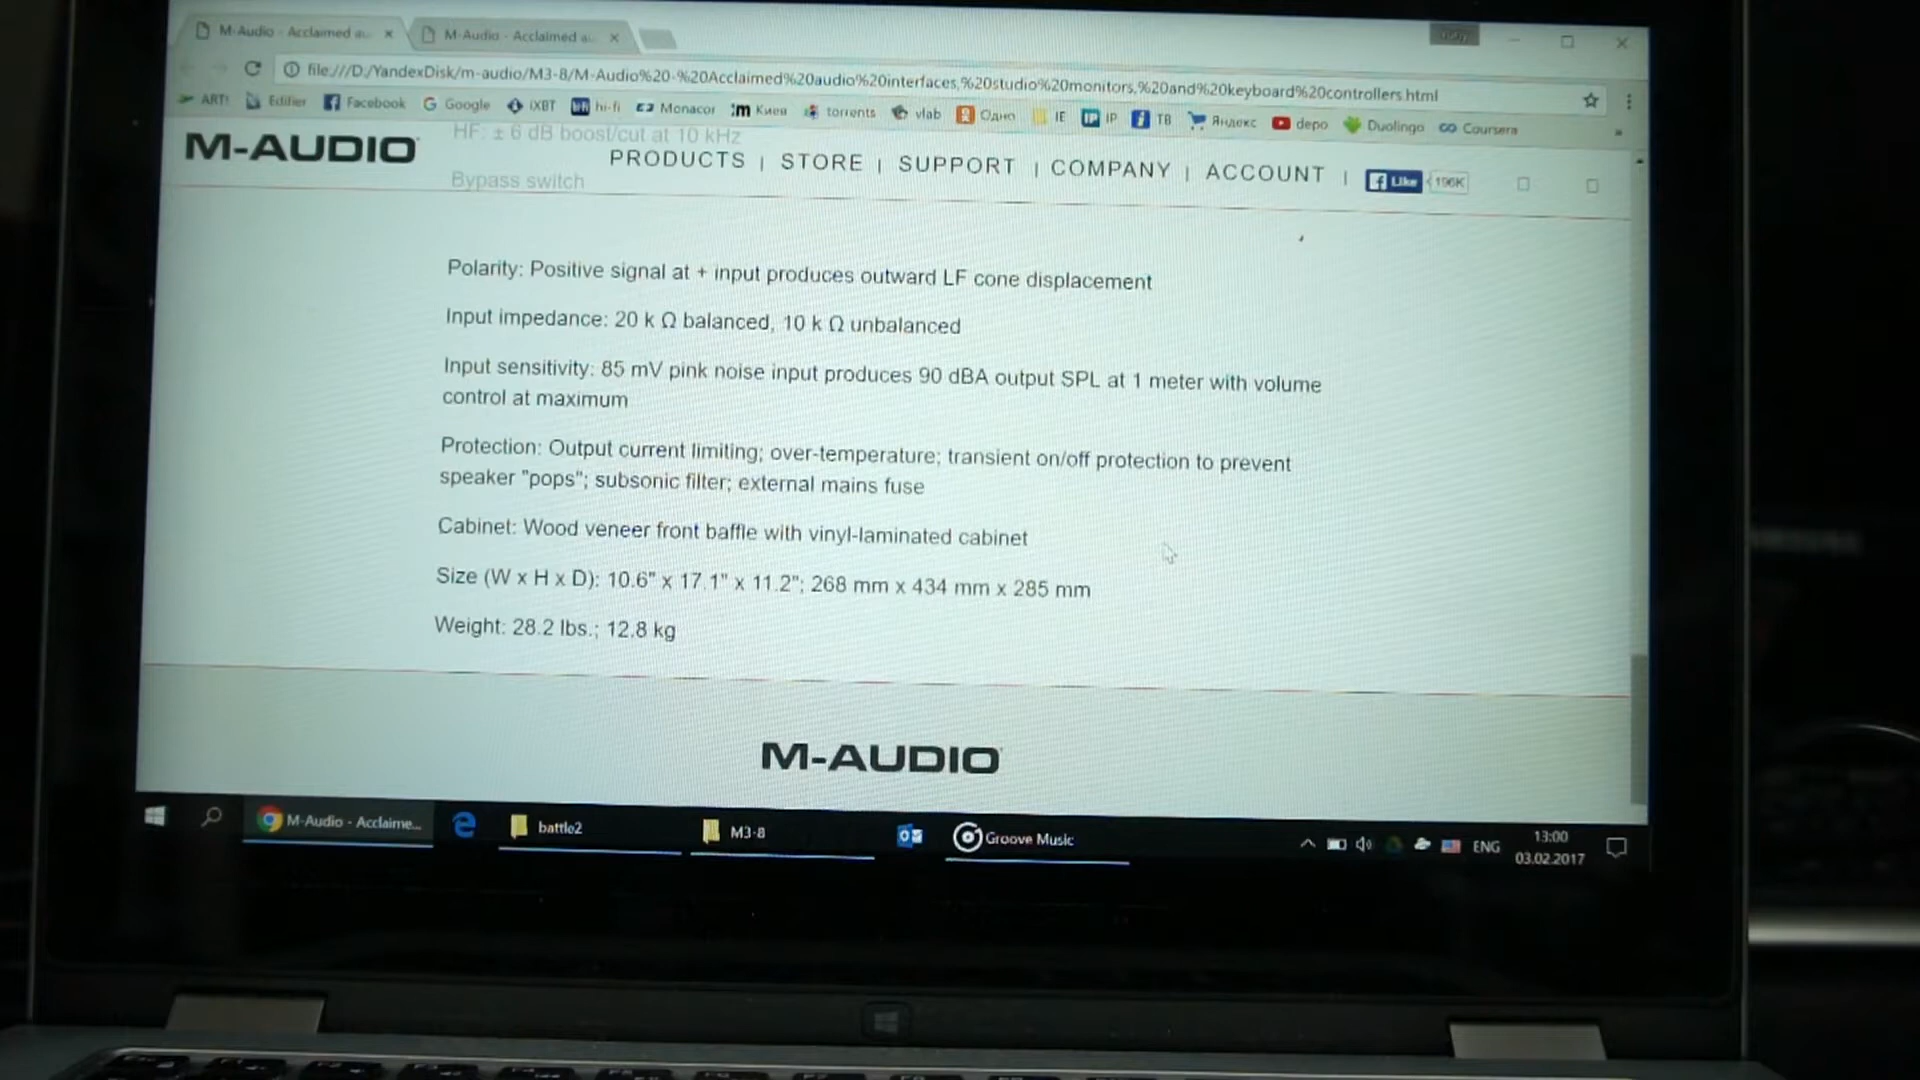 M-Audio - Acclaimed au
M-Audio - Acclaimed a
file:///D:/YandexDisk/m-audio/M3-8/M-Audio%20-%20Acclaimed%20audio%20interfaces,%20studio%20monitors,%20and%20keyboard%20controllers.html
ART!
Edifier
Facebook
Google
iXBT
hi-fi
Monacor
Киев
torrents
vlab
Одно
IE
IP
ТВ
Яндекс
depo
Duolingo
Coursera
HF: ± 6 dB boost/cut at 10 kHz
M-AUDIO
PRODUCTS | STORE | SUPPORT | COMPANY | ACCOUNT |
Like
196K
Bypass switch
Polarity: Positive signal at + input produces outward LF cone displacement
Input impedance: 20 k Ω balanced, 10 k Ω unbalanced
Input sensitivity: 85 mV pink noise input produces 90 dBA output SPL at 1 meter with volume
control at maximum
Protection: Output current limiting; over-temperature; transient on/off protection to prevent
speaker "pops"; subsonic filter; external mains fuse
Cabinet: Wood veneer front baffle with vinyl-laminated cabinet
Size (W x H x D): 10.6" x 17.1" x 11.2"; 268 mm x 434 mm x 285 mm
Weight: 28.2 lbs.; 12.8 kg
M-AUDIO
M-Audio - Acclaime...
battle2
M3-8
Groove Music
ENG
13:00
03.02.2017